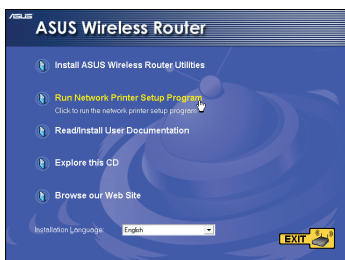 ASUS
ASUS Wireless Router
Install ASUS Wireless Router Utilities
Run Network Printer Setup Program
Click to run the network printer setup program
Read/Install User Documentation
Explore this CD
Browse our Web Site
Installation Language: English
EXIT